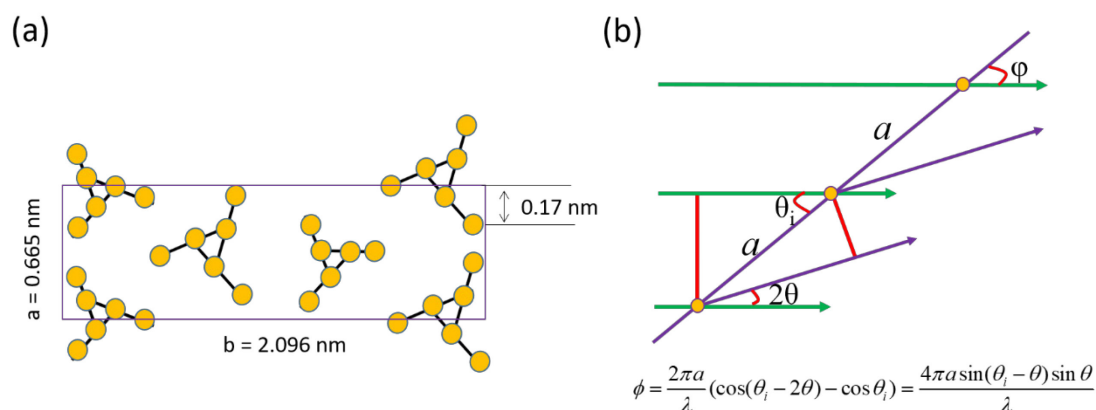 (a)
a = 0.665 nm
b = 2.096 nm
0.17 nm
(b)
φ
a
θi
a
2θ
ϕ = 2πa/λ (cos(θi − 2θ) − cos θi) = 4πa sin(θi − θ) sin θ/λ